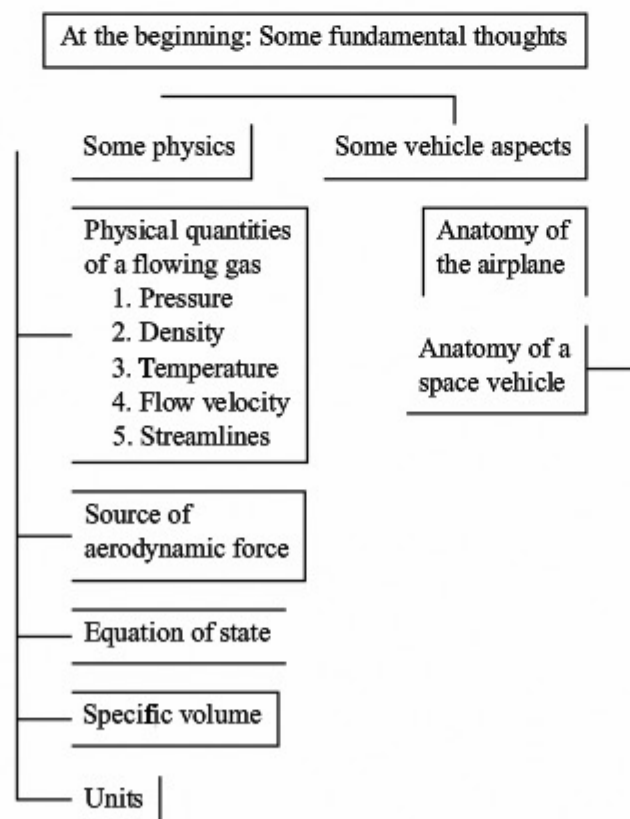 At the beginning: Some fundamental thoughts
Some physics
Some vehicle aspects
Physical quantities
of a flowing gas
1. Pressure
2. Density
3. Temperature
4. Flow velocity
5. Streamlines
Source of
aerodynamic force
Equation of state
Specific volume
Units
Anatomy of
the airplane
Anatomy of a
space vehicle